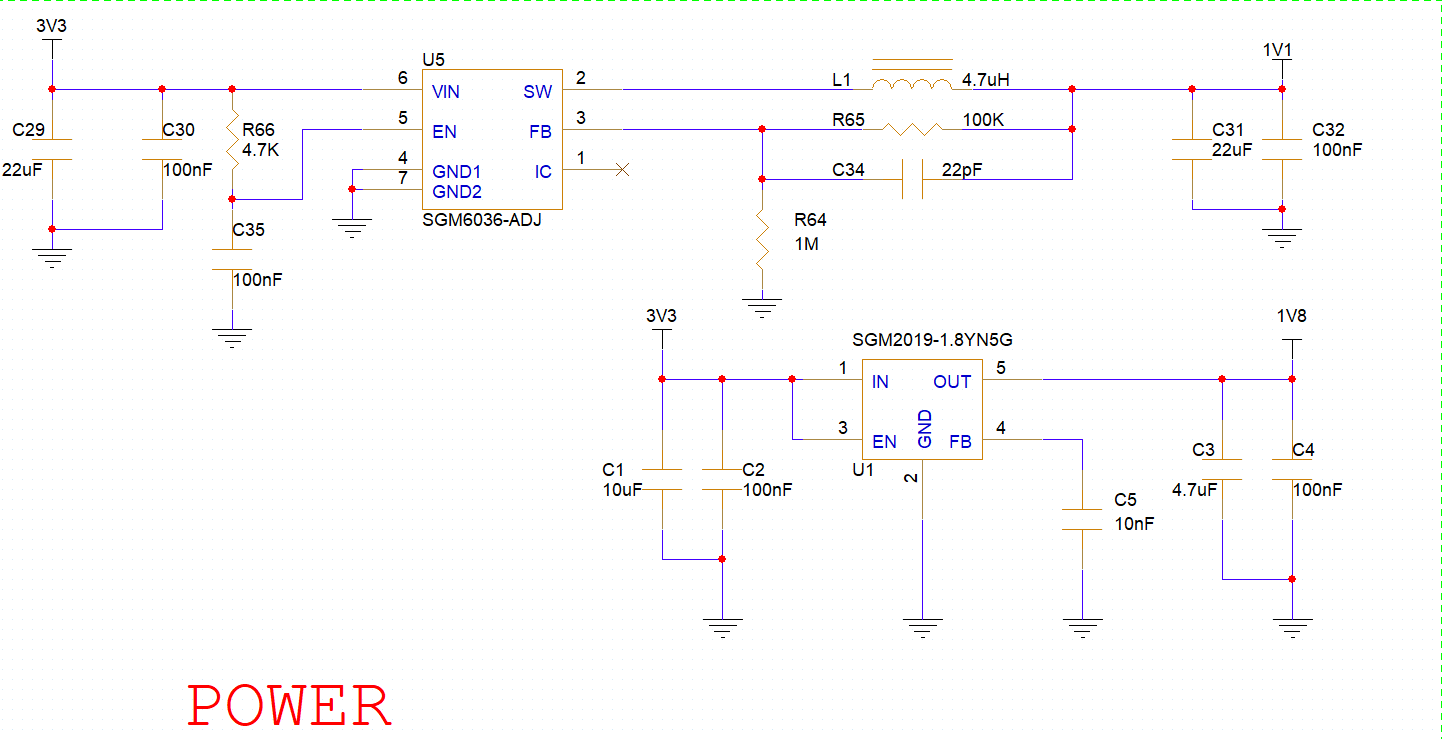 3V3
1V1
U5
6
VIN
SW
2
L1
4.7uH
C29
22uF
C30
100nF
R66
4.7K
5
EN
FB
3
R65
100K
C31
22uF
C32
100nF
4
GND1
IC
1
7
GND2
C34
22pF
SGM6036-ADJ
R64
1M
C35
100nF
3V3
1V8
SGM2019-1.8YN5G
1
IN
OUT
5
3
EN
GND
FB
4
2
U1
C1
10uF
C2
100nF
C3
4.7uF
C4
100nF
C5
10nF
POWER